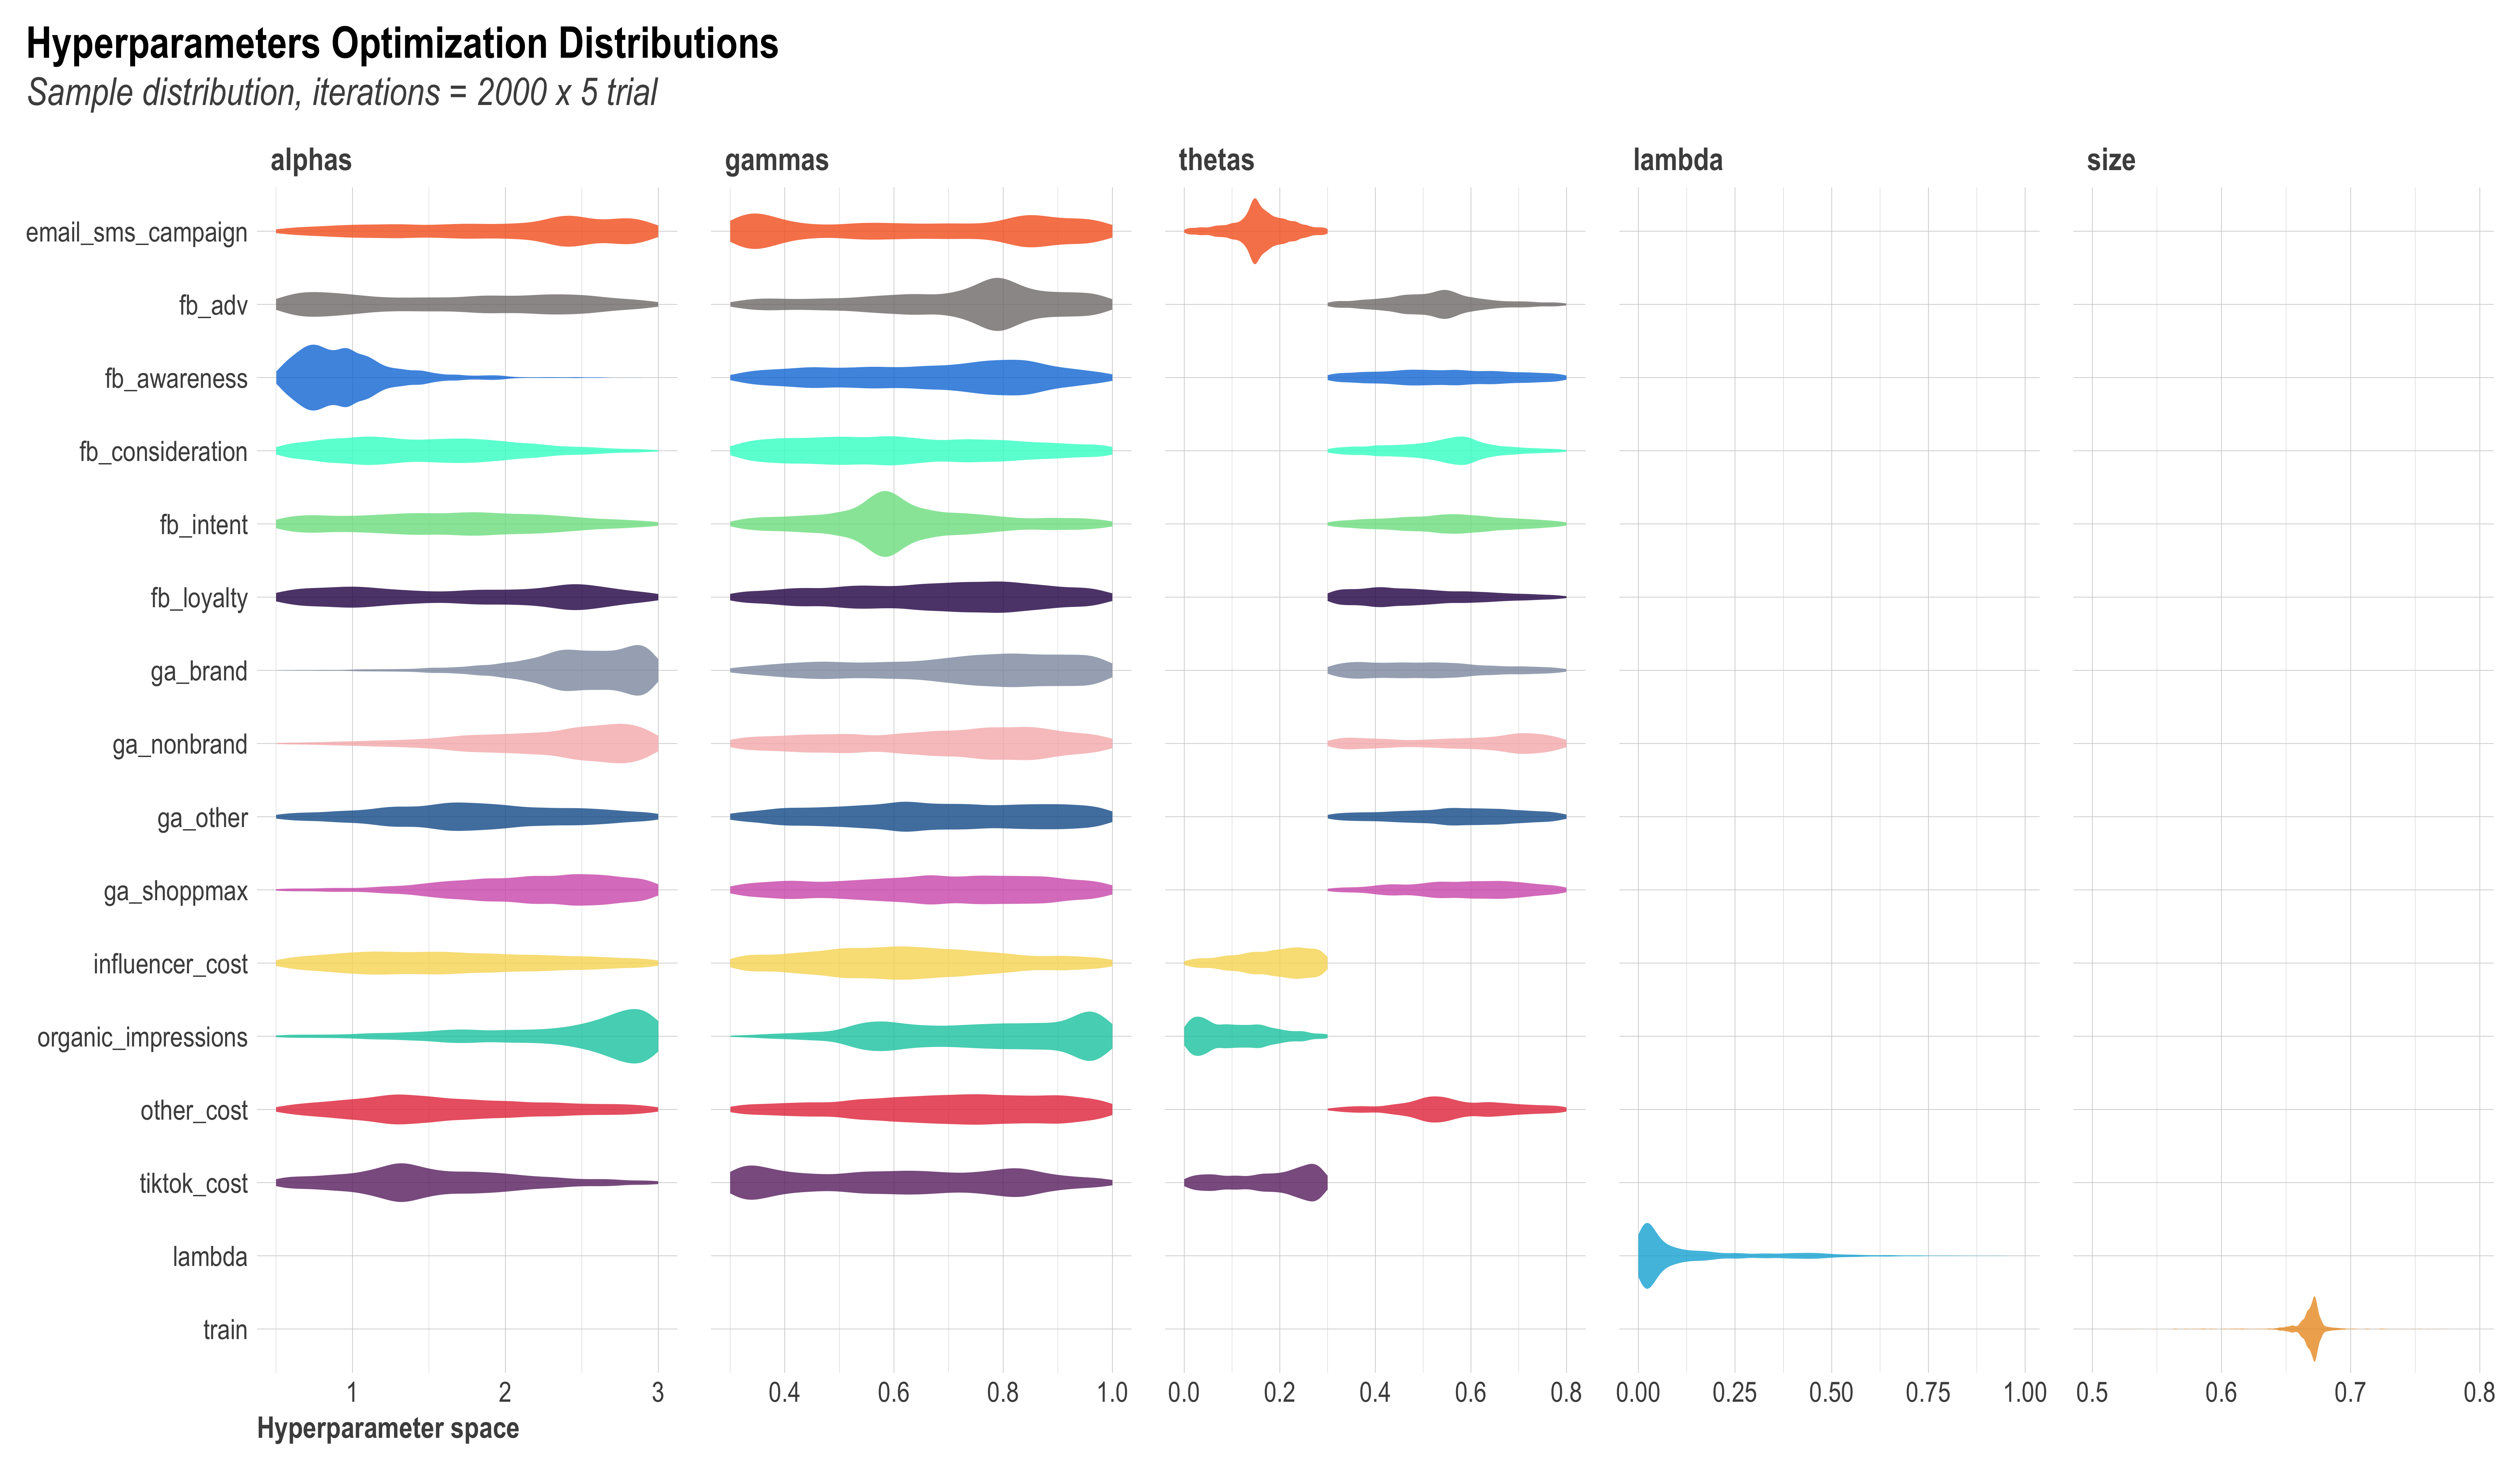 Hyperparameters Optimization Distributions
Sample distribution, iterations = 2000 x 5 trial
alphas gammas thetas lambda size
email_sms_campaign
fb_adv
fb_awareness
fb_consideration
fb_intent
fb_loyalty
ga_brand
ga_nonbrand
ga_other
ga_shoppmax
influencer_cost
organic_impressions
other_cost
tiktok_cost
lambda
train
1 2 3 0.4 0.6 0.8 1.0 0.0 0.2 0.4 0.6 0.8 0.00 0.25 0.50 0.75 1.00 0.5 0.6 0.7 0.8
Hyperparameter space